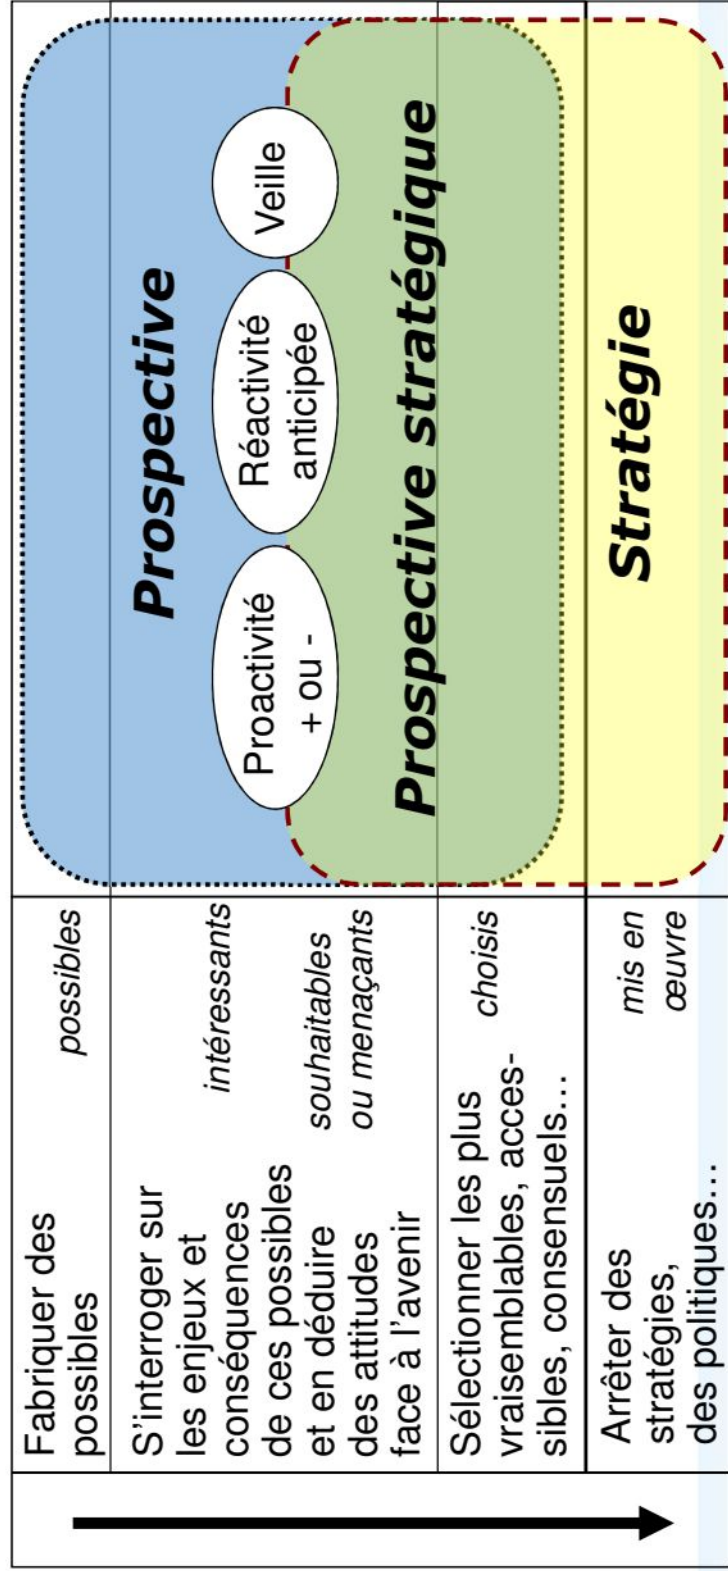 Fabriquer des
possibles
possibles
S'interroger sur
les enjeux et
conséquences
de ces possibles
et en déduire
des attitudes
face à l'avenir
intéressants
souhaitables
ou menaçants
Sélectionner les plus
vraisemblables, acces-
sibles, consensuels...
choisis
Arrêter des
stratégies,
des politiques...
mis en
œuvre
Prospective
Proactivité
+ ou -
Réactivité
anticipée
Veille
Prospective stratégique
Stratégie